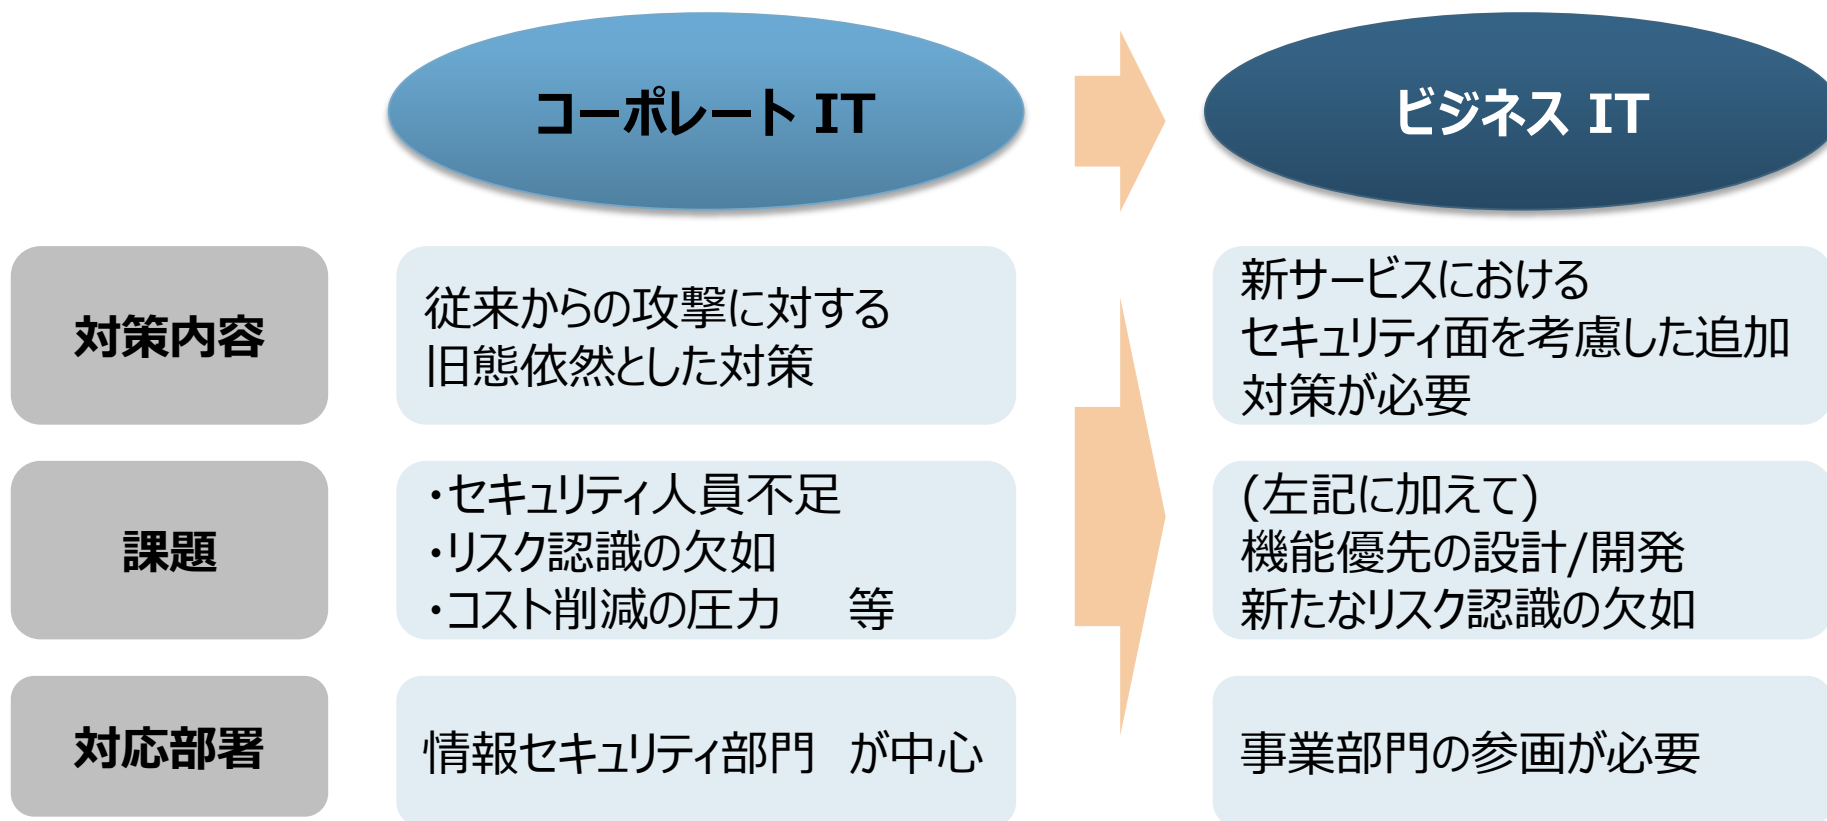 コーポレート IT
ビジネス IT
対策内容
従来からの攻撃に対する
旧態依然とした対策
新サービスにおける
セキュリティ面を考慮した追加
対策が必要
課題
・セキュリティ人員不足
・リスク認識の欠如
・コスト削減の圧力　等
(左記に加えて)
機能優先の設計/開発
新たなリスク認識の欠如
対応部署
情報セキュリティ部門　が中心
事業部門の参画が必要